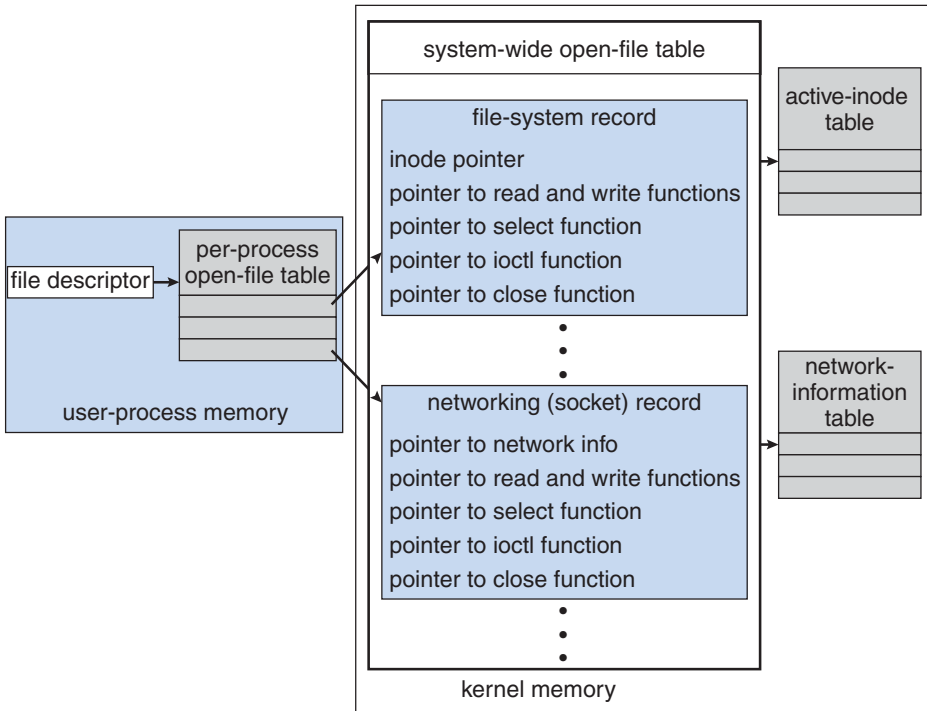 system-wide open-file table
file-system record
inode pointer
pointer to read and write functions
pointer to select function
pointer to ioctl function
pointer to close function
active-inode
table
per-process
open-file table
file descriptor
user-process memory
networking (socket) record
pointer to network info
pointer to read and write functions
pointer to select function
pointer to ioctl function
pointer to close function
network-
information
table
kernel memory